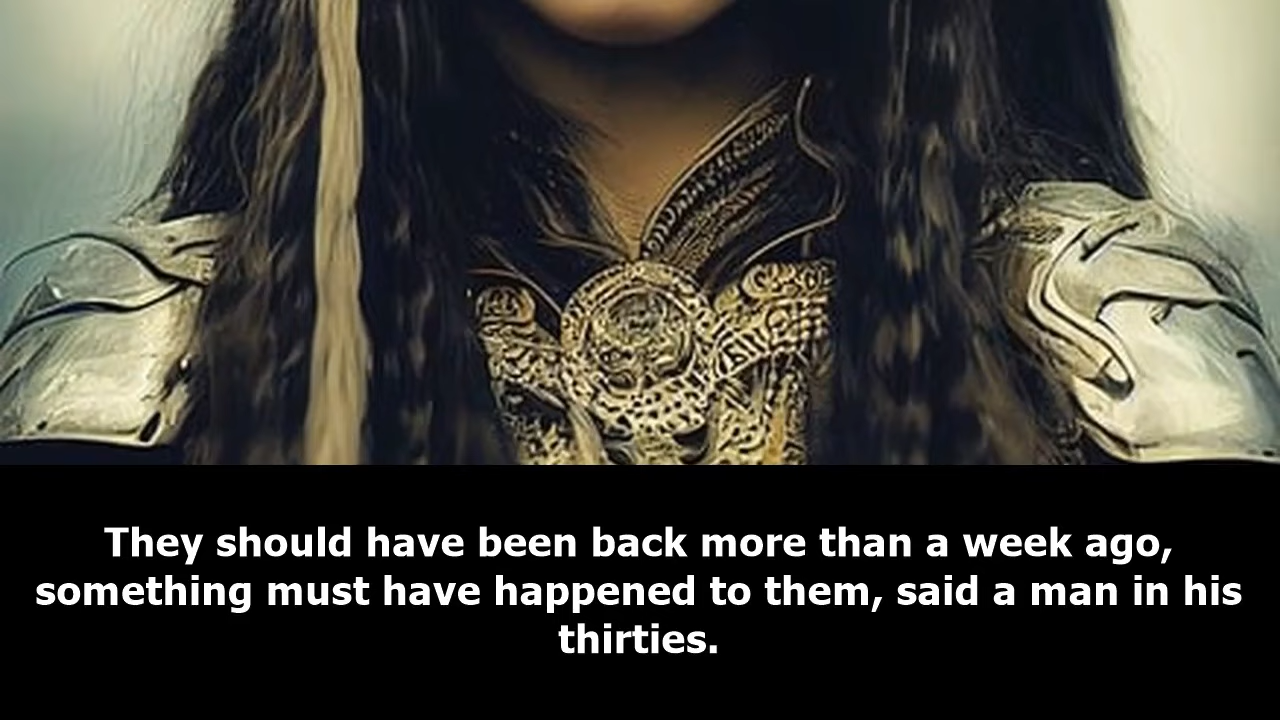 They should have been back more than a week ago,
something must have happened to them, said a man in his
thirties.